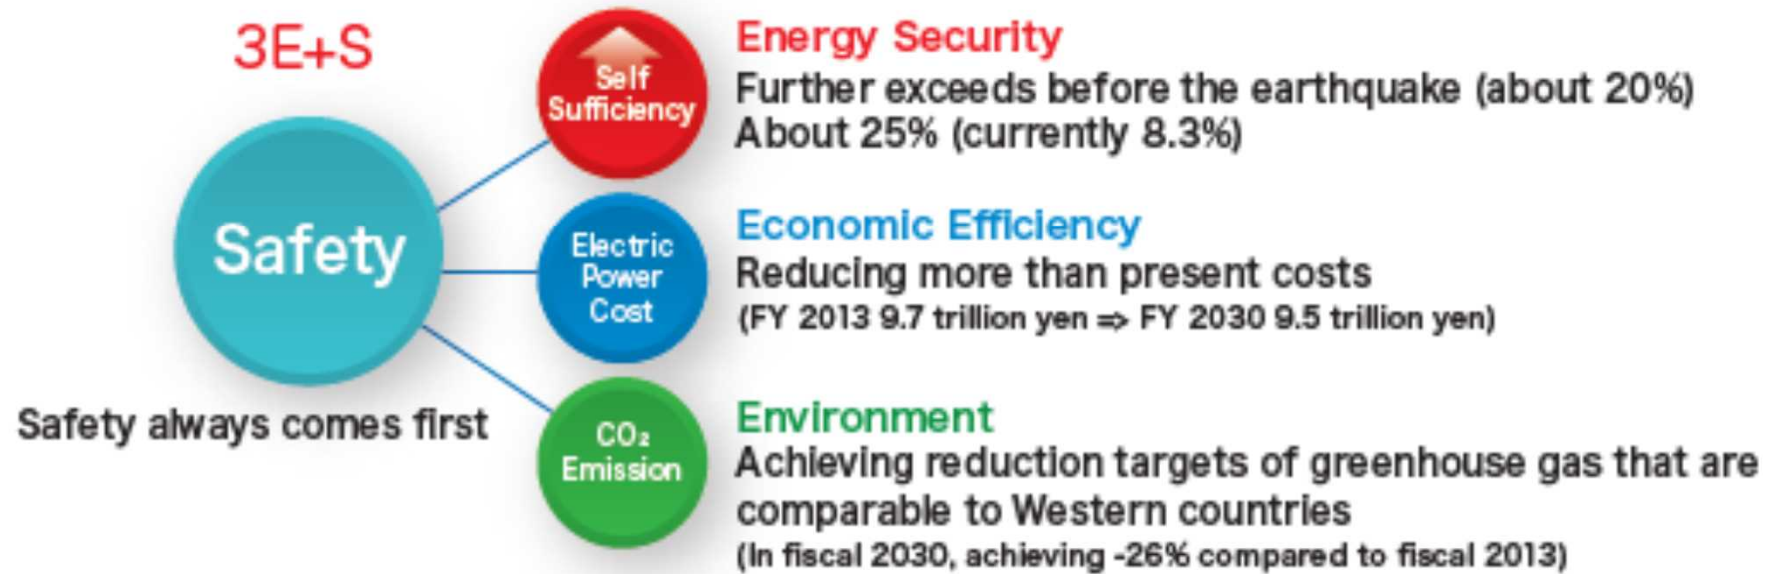 3E+S
Safety
Safety always comes first
Self
Sufficiency
Energy Security
Further exceeds before the earthquake (about 20%)
About 25% (currently 8.3%)
Electric
Power
Cost
Economic Efficiency
Reducing more than present costs
(FY 2013 9.7 trillion yen ⇒ FY 2030 9.5 trillion yen)
CO₂
Emission
Environment
Achieving reduction targets of greenhouse gas that are
comparable to Western countries
(In fiscal 2030, achieving -26% compared to fiscal 2013)